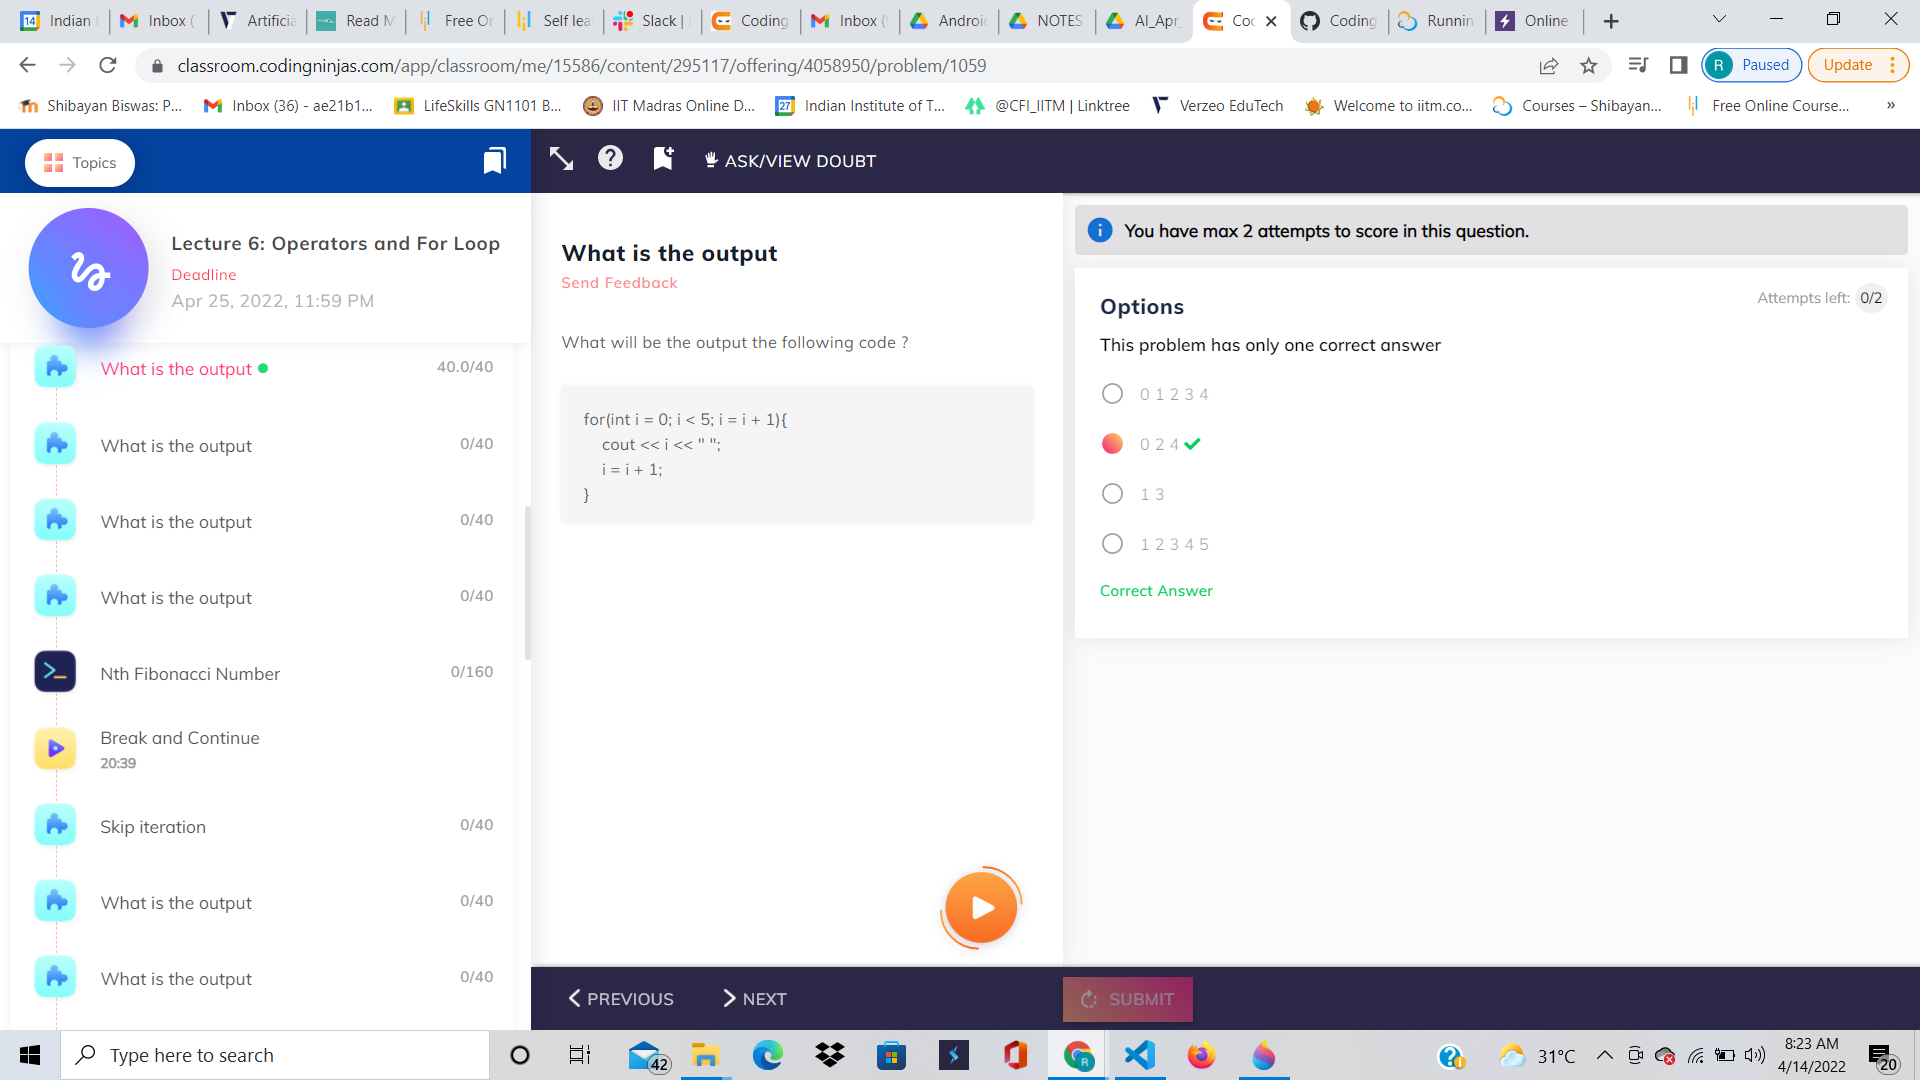 Indian I
Inbox (
Artificia
Read M
Free On
Self lea
Slack |
Coding
Inbox (
Androi
NOTES
AI_Apr_
Coc
Coding
Runnin
Online
classroom.codingninjas.com/app/classroom/me/15586/content/295117/offering/4058950/problem/1059
R Paused
Update
Shibayan Biswas: P...
Inbox (36) - ae21b1...
LifeSkills GN1101 B...
IIT Madras Online D...
Indian Institute of T...
@CFI_IITM | Linktree
Verzeo EduTech
Welcome to iitm.co...
Courses – Shibayan...
Free Online Course...
»
Topics
ASK/VIEW DOUBT
Lecture 6: Operators and For Loop
Deadline
Apr 25, 2022, 11:59 PM
What is the output 40.0/40
What is the output 0/40
What is the output 0/40
What is the output 0/40
Nth Fibonacci Number 0/160
Break and Continue
20:39
Skip iteration 0/40
What is the output 0/40
What is the output 0/40
What is the output
Send Feedback
What will be the output the following code ?
for(int i = 0; i < 5; i = i + 1){
cout << i << " ";
i = i + 1;
}
You have max 2 attempts to score in this question.
Options
Attempts left: 0/2
This problem has only one correct answer
0 1 2 3 4
0 2 4
1 3
1 2 3 4 5
Correct Answer
PREVIOUS
NEXT
SUBMIT
Type here to search
42
31°C
8:23 AM
4/14/2022
20